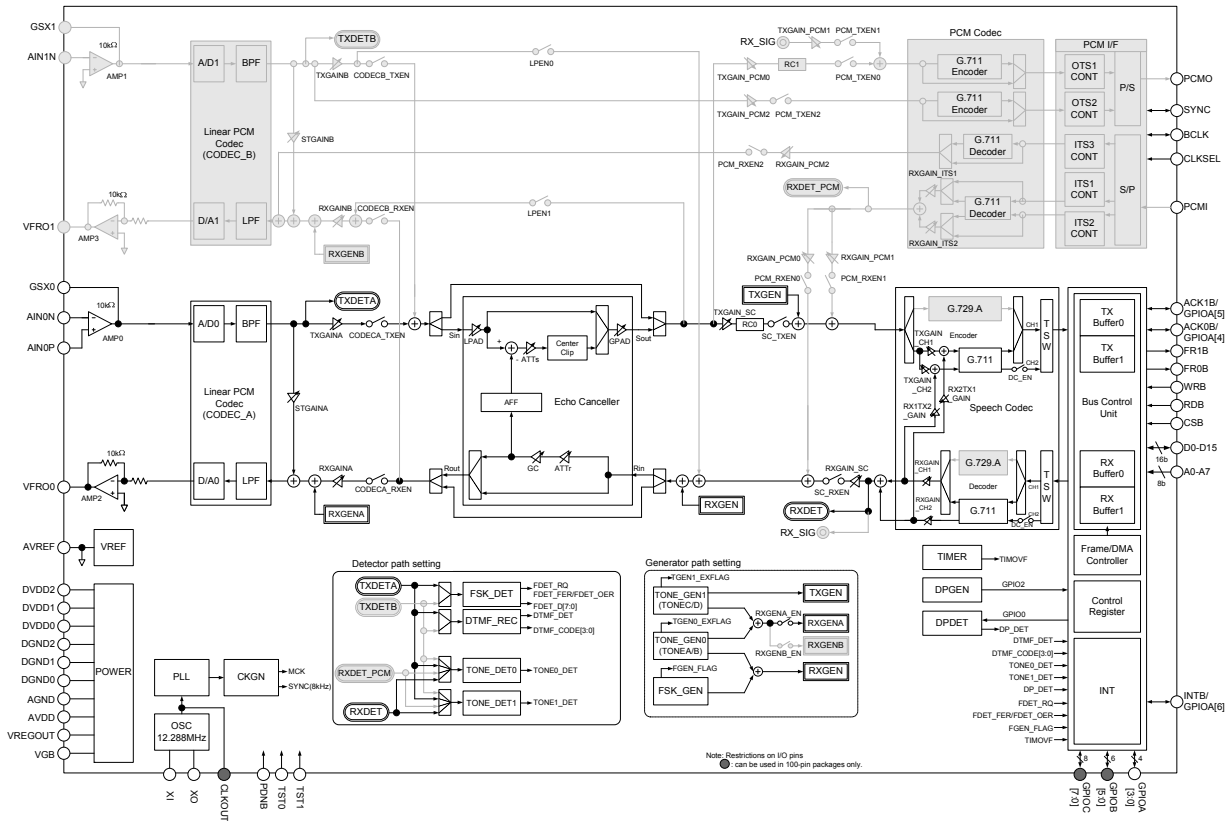 GSX1
10kΩ
AIN1N
AMP1
A/D1
BPF
Linear PCM
Codec
(CODEC_B)
TXDETB
TXGAINB
CODECB_TXEN
LPEN0
RX_SIG
TXGAIN_PCM1
PCM_TXEN1
TXGAIN_PCM0
RC1
PCM_TXEN0
TXGAIN_PCM2
PCM_TXEN2
PCM Codec
G.711
Encoder
G.711
Encoder
G.711
Decoder
G.711
Decoder
RXGAIN_ITS1
RXGAIN_ITS2
PCM I/F
OTS1
CONT
OTS2
CONT
ITS3
CONT
ITS1
CONT
ITS2
CONT
P/S
S/P
PCMO
SYNC
BCLK
CLKSEL
PCMI
STGAINB
PCM_RXEN2
RXGAIN_PCM2
RXDET_PCM
10kΩ
VFRO1
AMP3
D/A1
LPF
RXGAINB
CODECB_RXEN
RXGENB
LPEN1
RXGAIN_PCM0
RXGAIN_PCM1
PCM_RXEN0
PCM_RXEN1
GSX0
10kΩ
AIN0N
AIN0P
AMP0
A/D0
BPF
Linear PCM
Codec
(CODEC_A)
TXDETA
TXGAINA
CODECA_TXEN
STGAINA
Sin
LPAD
+
-
ATTs
Center
Clip
GPAD
Sout
AFF
Echo Canceller
Rout
GC
ATTr
Rin
TXGEN
TXGAIN_SC
RC0
SC_TXEN
G.729.A
Encoder
TXGAIN
_CH1
G.711
CH1
CH2
DC_EN
TXGAIN
_CH2
RX2TX1
_GAIN
RX1TX2
_GAIN
Speech Codec
T
S
W
G.729.A
Decoder
RXGAIN
_CH1
G.711
RXGAIN
_CH2
CH1
CH2
DC_EN
T
S
W
TX
Buffer0
TX
Buffer1
Bus Control
Unit
RX
Buffer0
RX
Buffer1
Frame/DMA
Controller
Control
Register
INT
ACK1B/
GPIOA[5]
ACK0B/
GPIOA[4]
FR1B
FR0B
WRB
RDB
CSB
D0-D15
16b
A0-A7
8b
10kΩ
VFRO0
AMP2
D/A0
LPF
RXGAINA
CODECA_RXEN
RXGENA
RXGEN
RXGAIN_SC
SC_RXEN
RXDET
RX_SIG
AVREF
VREF
DVDD2
DVDD1
DVDD0
DGND2
DGND1
DGND0
AGND
AVDD
VREGOUT
VGB
POWER
PLL
CKGN
MCK
SYNC(8kHz)
OSC
12.288MHz
XI
XO
CLKOUT
PDNB
TST0
TST1
Detector path setting
TXDETA
TXDETB
RXDET_PCM
RXDET
FSK_DET
FDET_RQ
FDET_FER/FDET_OER
FDET_D[7:0]
DTMF_REC
DTMF_DET
DTMF_CODE[3:0]
TONE_DET0
TONE0_DET
TONE_DET1
TONE1_DET
Generator path setting
TGEN1_EXFLAG
TONE_GEN1
(TONEC/D)
TXGEN
TGEN0_EXFLAG
TONE_GEN0
(TONEA/B)
RXGENA_EN
RXGENA
RXGENB_EN
RXGENB
FGEN_FLAG
FSK_GEN
RXGEN
TIMER
TIMOVF
DPGEN
GPIO2
DPDET
GPIO0
DP_DET
DTMF_DET
DTMF_CODE[3:0]
TONE0_DET
TONE1_DET
DP_DET
FDET_RQ
FDET_FER/FDET_OER
FGEN_FLAG
TIMOVF
INTB/
GPIOA[6]
Note: Restrictions on I/O pins
: can be used in 100-pin packages only.
8
6
4
GPIOC
[7:0]
GPIOB
[5:0]
GPIOA
[3:0]